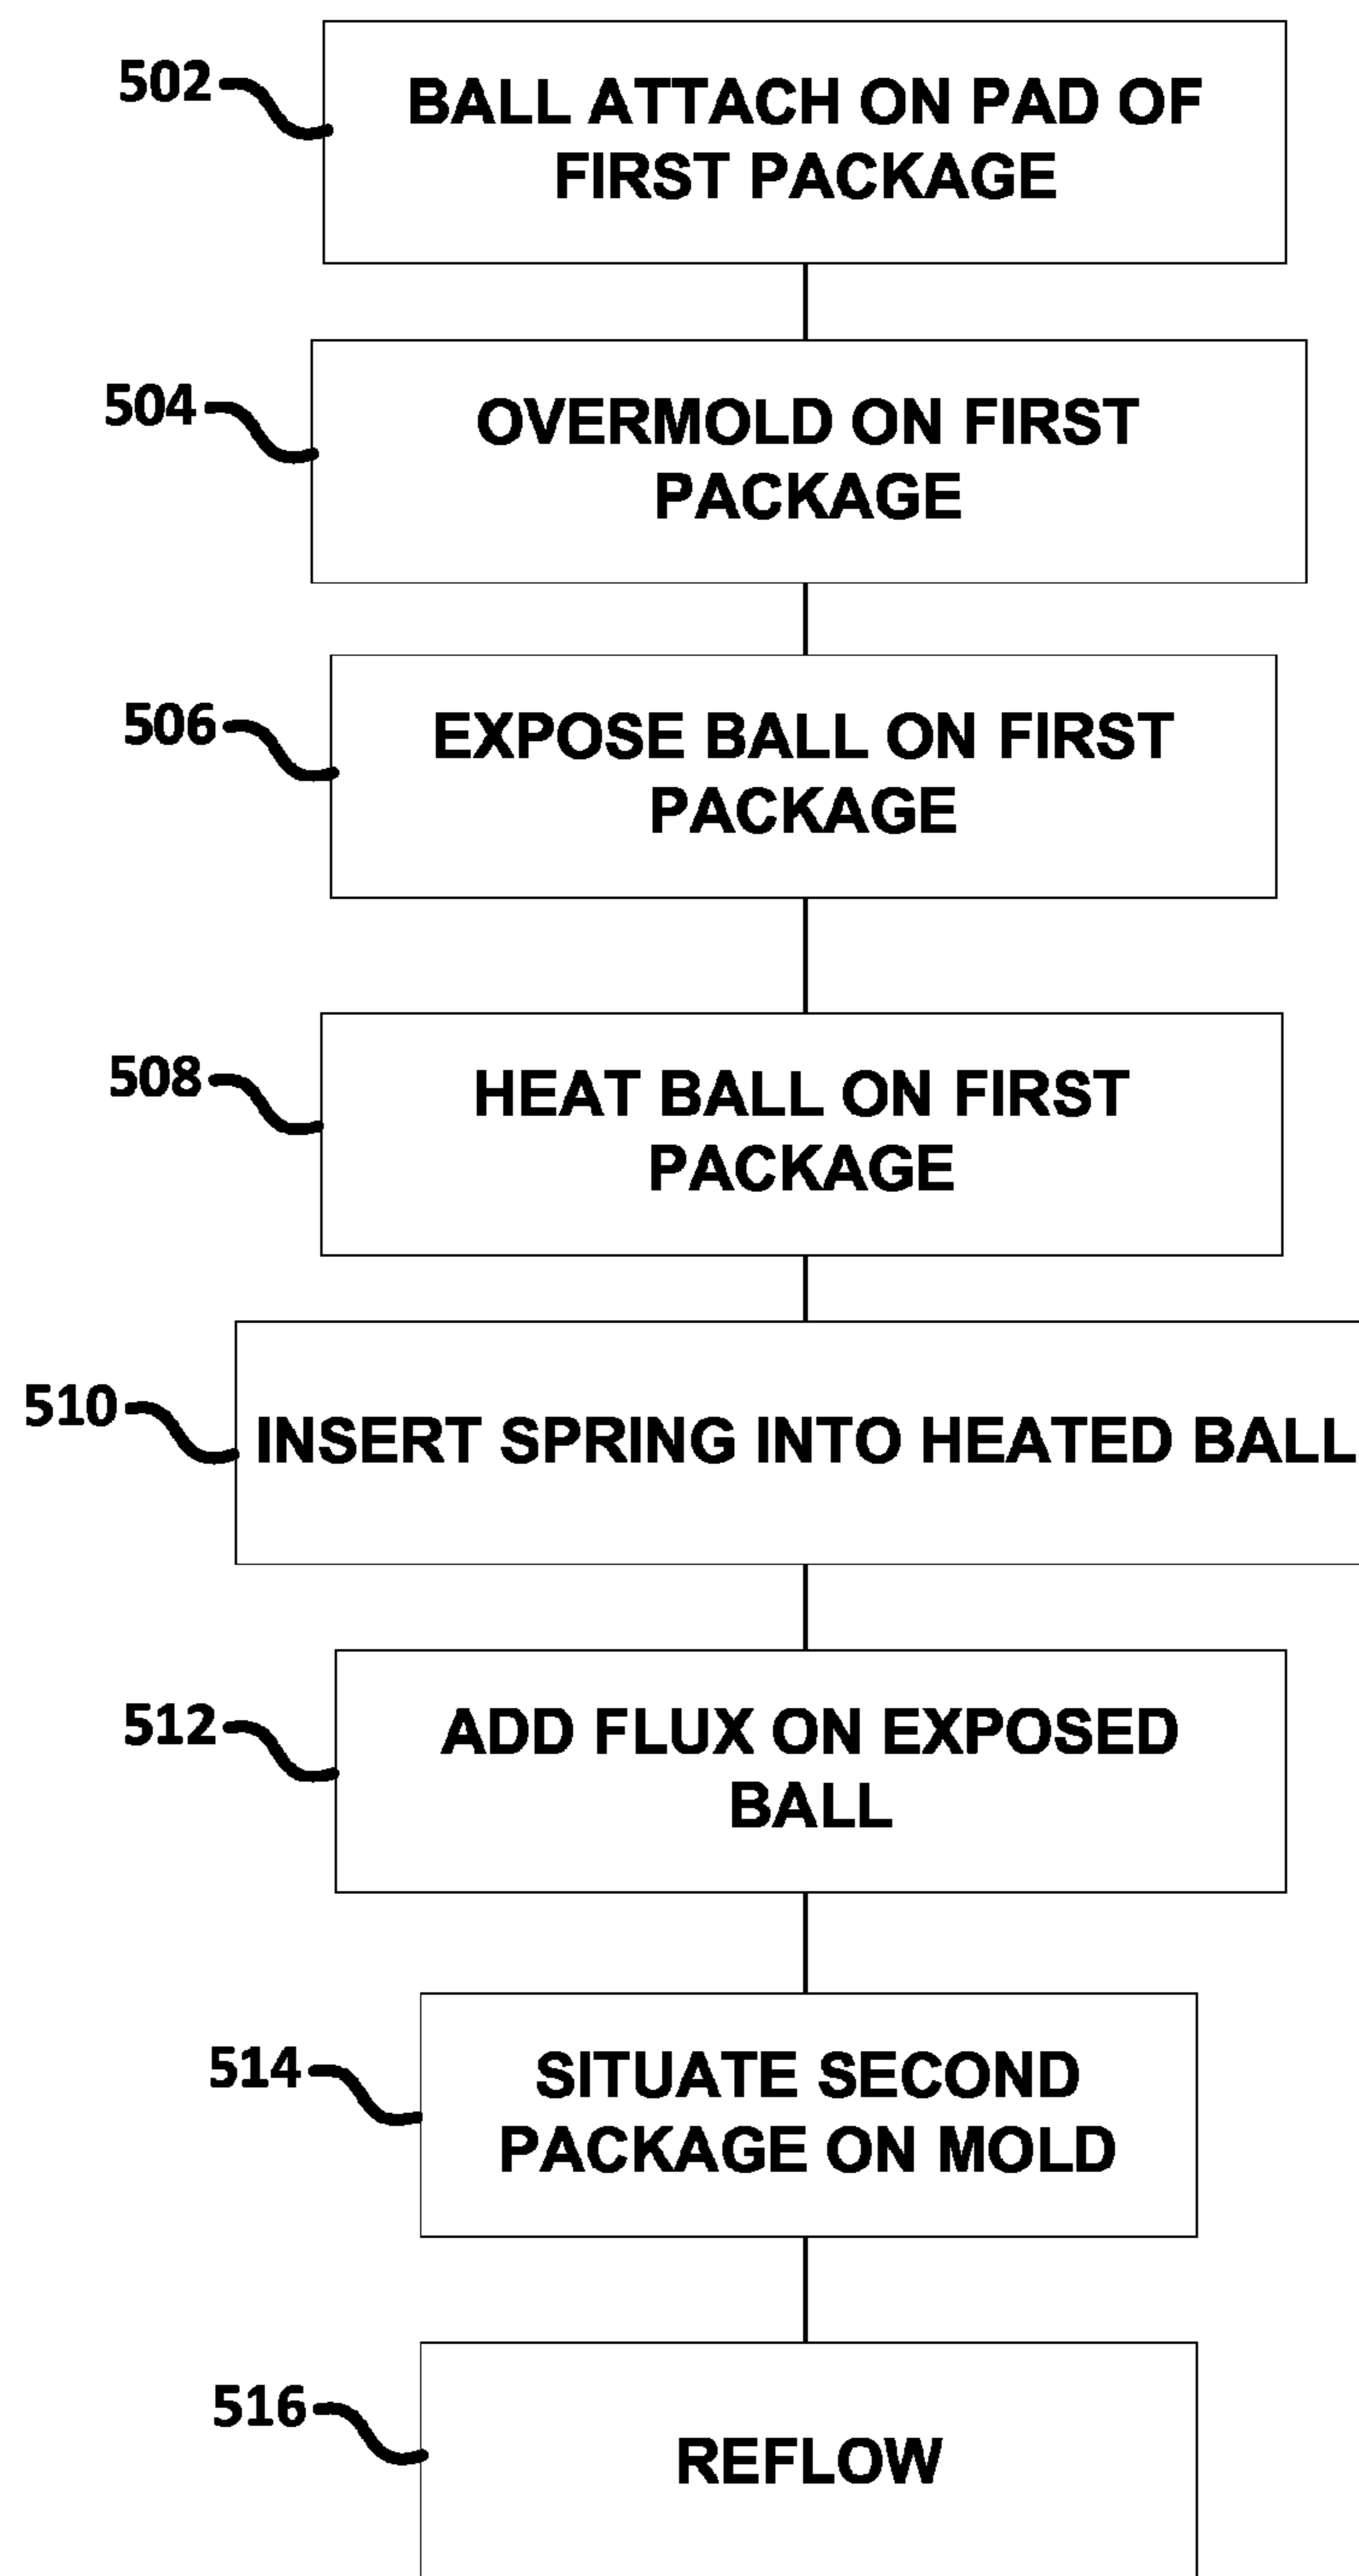 502
BALL ATTACH ON PAD OF
FIRST PACKAGE
504
OVERMOLD ON FIRST
PACKAGE
506
EXPOSE BALL ON FIRST
PACKAGE
508
HEAT BALL ON FIRST
PACKAGE
510
INSERT SPRING INTO HEATED BALL
512
ADD FLUX ON EXPOSED
BALL
514
SITUATE SECOND
PACKAGE ON MOLD
516
REFLOW